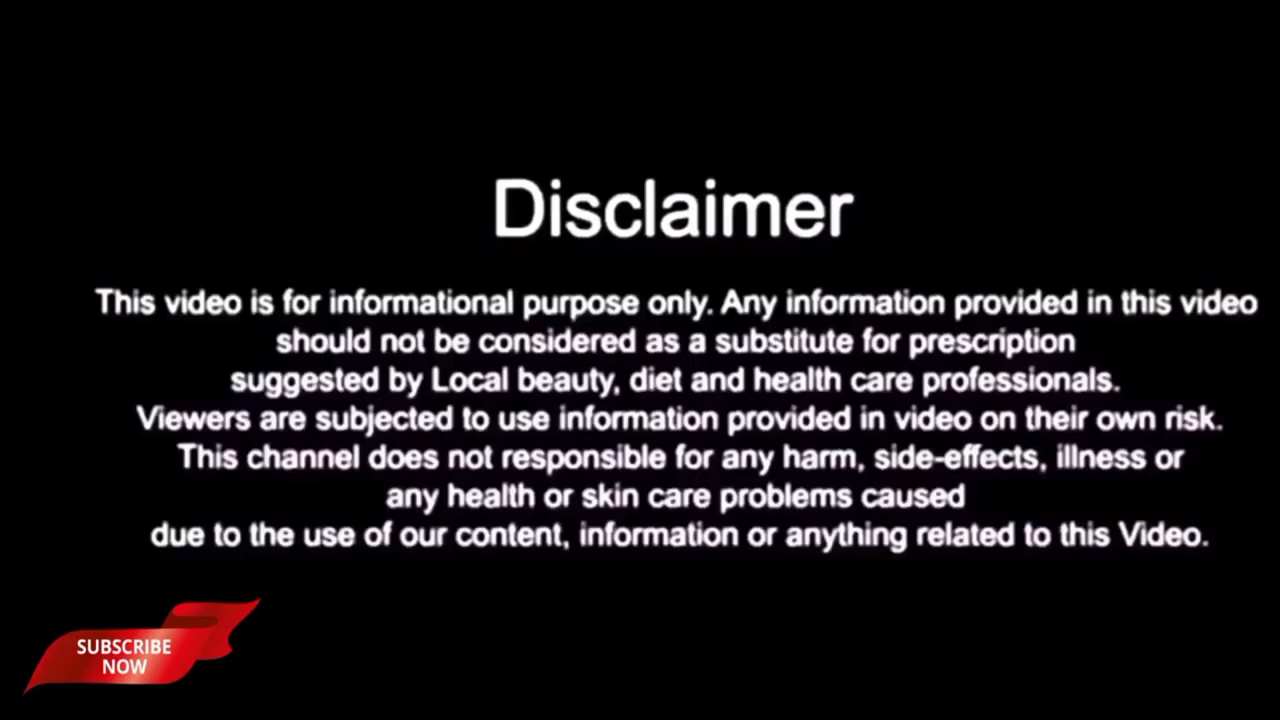 Disclaimer
This video is for informational purpose only. Any information provided in this video
should not be considered as a substitute for prescription
suggested by Local beauty, diet and health care professionals.
Viewers are subjected to use information provided in video on their own risk.
This channel does not responsible for any harm, side-effects, illness or
any health or skin care problems caused
due to the use of our content, information or anything related to this Video.
SUBSCRIBE
NOW